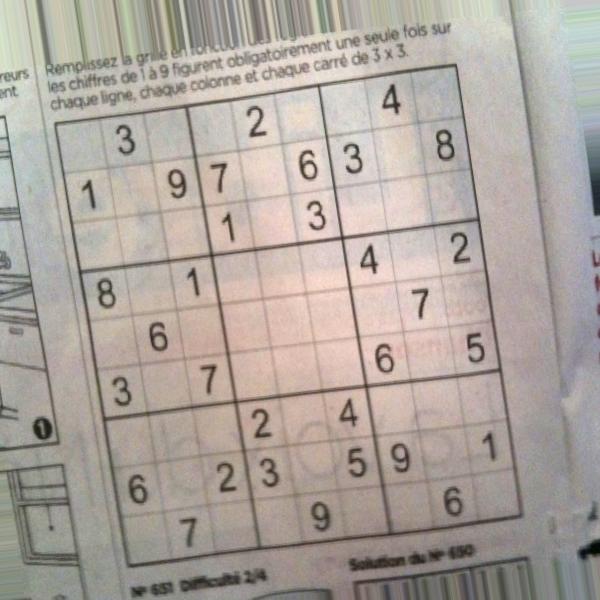 Remplissez la grille en
les chiffres de 1 à 9 figurent obligatoirement une seule fois sur
chaque ligne, chaque colonne et chaque carré de 3 x 3.
reurs
ent
3 2 4
1 9 7 6 3 8
1 3
8 1 4 2
6 7
3 7 6 5
2 4
6 2 3 5 9 1
7 9 6
1
N° 651 Difficulté 2/4
Solution du N° 650